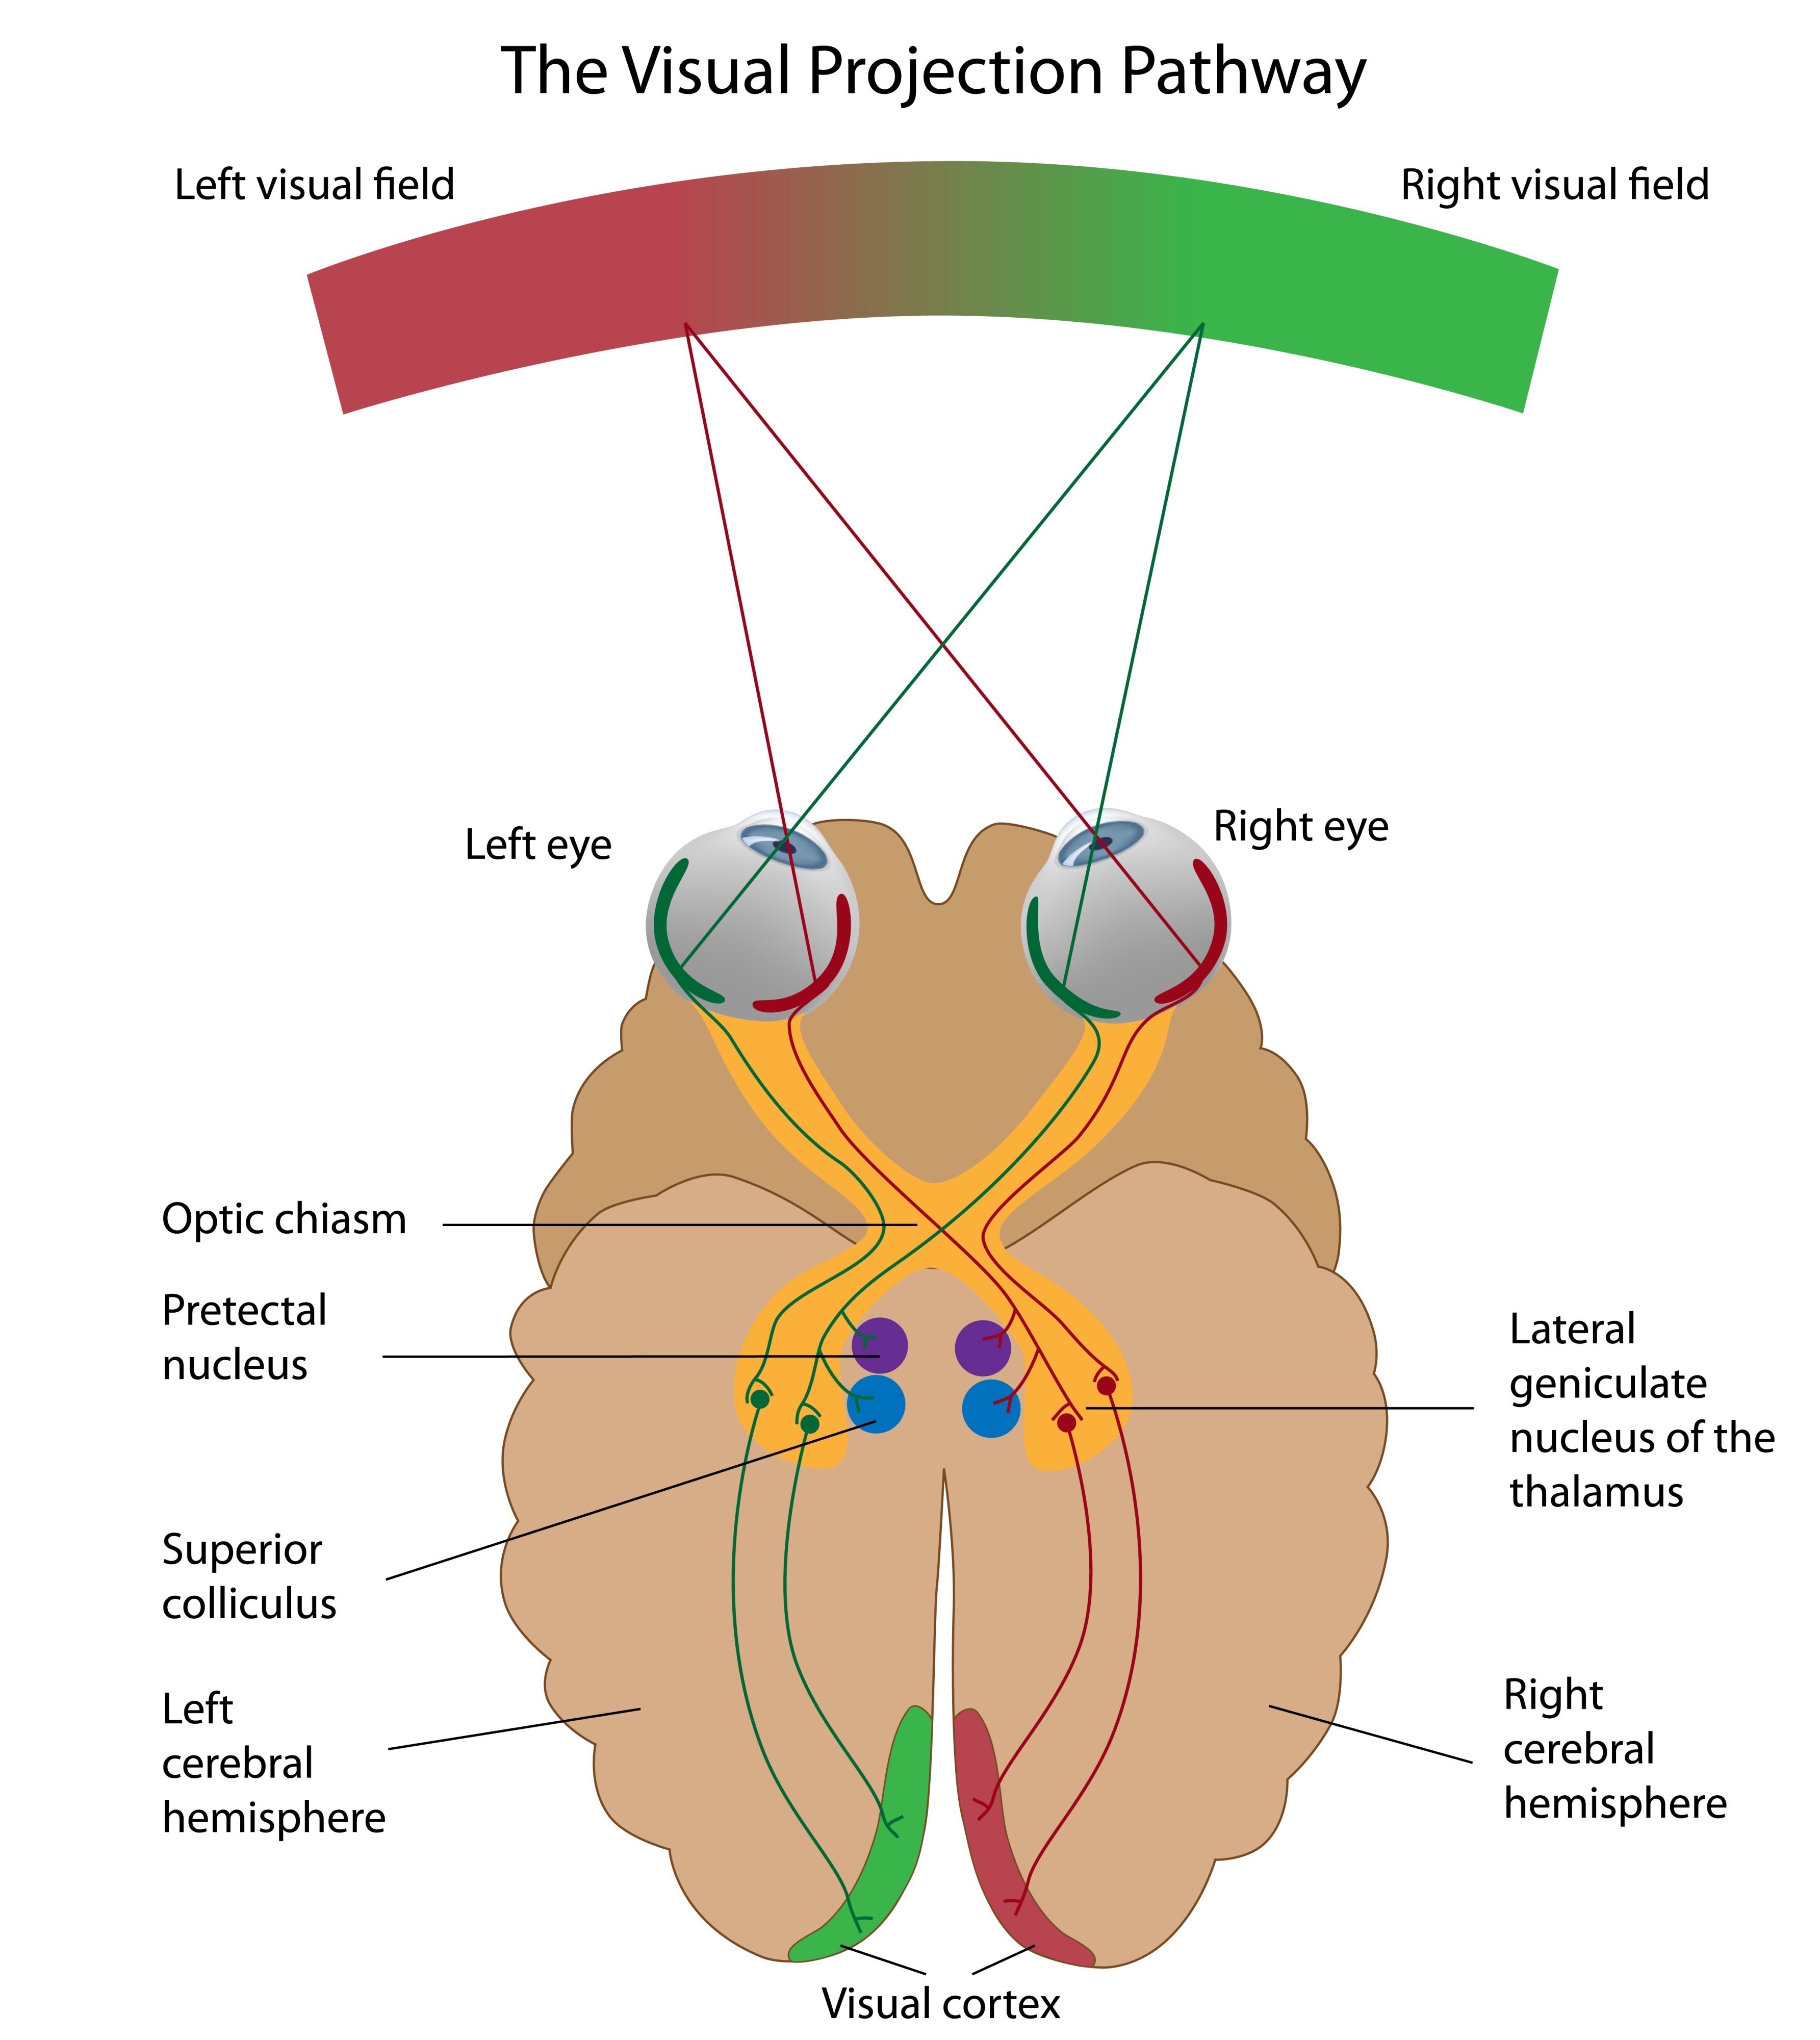 The Visual Projection Pathway
Left visual field
Right visual field
Left eye
Right eye
Optic chiasm
Pretectal
nucleus
Lateral
geniculate
nucleus of the
thalamus
Superior
colliculus
Left
cerebral
hemisphere
Right
cerebral
hemisphere
Visual cortex